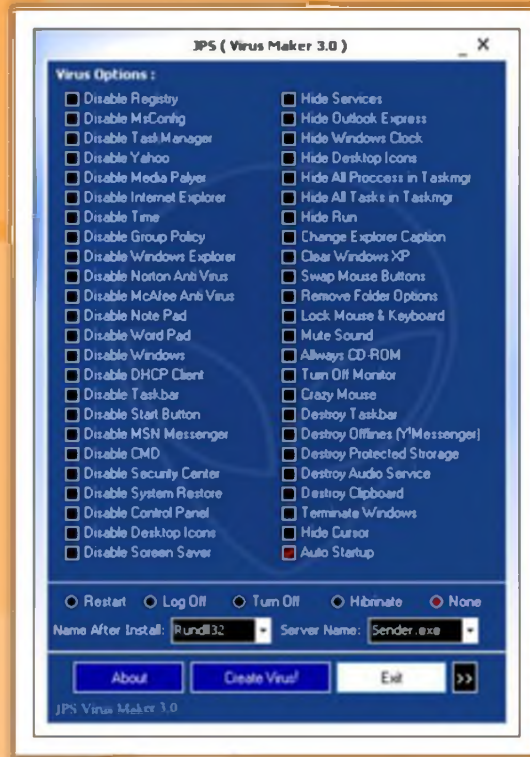 JPS ( Virus Maker 3.0 )
Virus Options :
Disable Registry
Disable MsConfig
Disable TaskManager
Disable Yahoo
Disable Media Palyer
Disable Internet Explorer
Disable Time
Disable Group Policy
Disable Windows Explorer
Disable Norton Anti Virus
Disable McAfee Anti Virus
Disable Note Pad
Disable Word Pad
Disable Windows
Disable DHCP Client
Disable Taskbar
Disable Start Button
Disable MSN Messenger
Disable CMD
Disable Security Center
Disable System Restore
Disable Control Panel
Disable Desktop Icons
Disable Screen Saver
Hide Services
Hide Outlook Express
Hide Windows Clock
Hide Desktop Icons
Hide All Proccess in Taskmgr
Hide All Tasks in Taskmgr
Hide Run
Change Explorer Caption
Clear Windows XP
Swap Mouse Buttons
Remove Folder Options
Lock Mouse & Keyboard
Mute Sound
Allways CD-ROM
Turn Off Monitor
Crazy Mouse
Destroy Taskbar
Destroy Offlines (Y!Messenger)
Destroy Protected Strorage
Destroy Audio Service
Destroy Clipboard
Terminate Windows
Hide Cursor
Auto Startup
Restart Log Off Turn Off Hibrinate None
Name After Install: Rundll32 Server Name: Sender.exe
About Create Virus! Exit >>
JPS Virus Maker 3.0